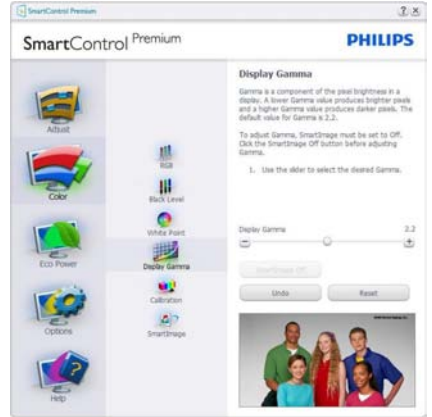 SmartControl Premium
SmartControl Premium
PHILIPS
Adjust
Color
Eco Power
Options
Help
RGB
Black Level
White Point
Display Gamma
Calibration
SmartImage
Display Gamma
Gamma is a component of the pixel brightness in a
display. A lower Gamma value produces brighter pixels
and a higher Gamma value produces darker pixels. The
default value for Gamma is 2.2.
To adjust Gamma, SmartImage must be set to Off.
Click the SmartImage Off button before adjusting
Gamma.
1. Use the slider to select the desired Gamma.
Display Gamma
2.2
SmartImage Off
Undo
Reset